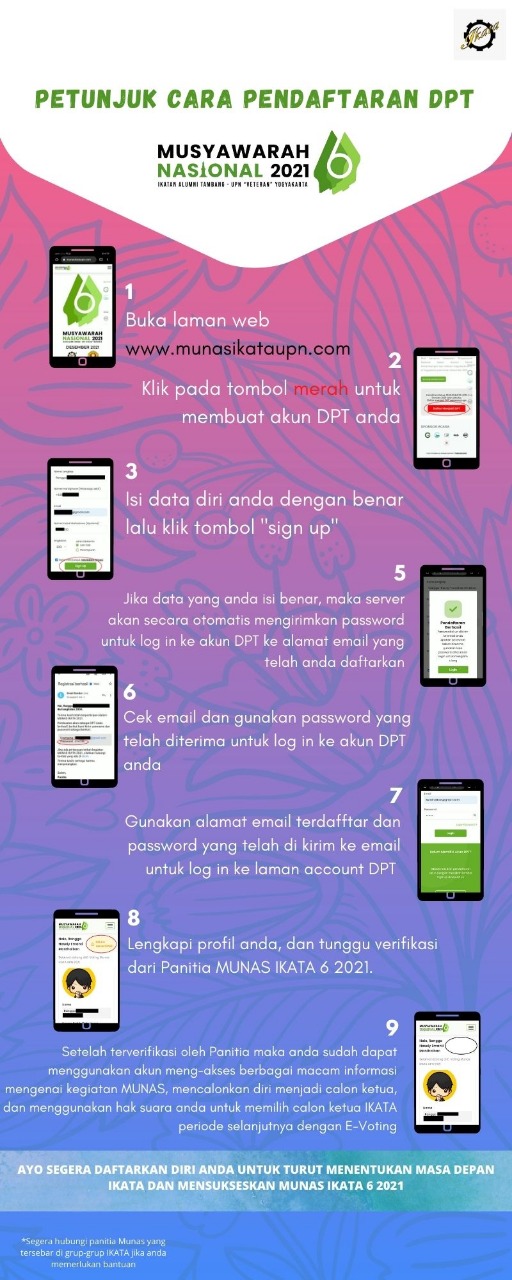 Ikata
PETUNJUK CARA PENDAFTARAN DPT
MUSYAWARAH
NASIONAL 2021
IKATAN ALUMNI TAMBANG - UPN "VETERAN" YOGYAKARTA
6
1
Buka laman web
www.munasikataupn.com
MUSYAWARAH
NASIONAL 2021
DESEMBER 2021
2
Klik pada tombol merah untuk
membuat akun DPT anda
3
Isi data diri anda dengan benar
lalu klik tombol "sign up"
5
Jika data yang anda isi benar, maka server
akan secara otomatis mengirimkan password
untuk log in ke akun DPT ke alamat email yang
telah anda daftarkan
Pendaftaran
Berhasil
6
Cek email dan gunakan password yang
telah diterima untuk log in ke akun DPT
anda
7
Gunakan alamat email terdafftar dan
password yang telah di kirim ke email
untuk log in ke laman account DPT
8
Lengkapi profil anda, dan tunggu verifikasi
dari Panitia MUNAS IKATA 6 2021.
9
Setelah terverifikasi oleh Panitia maka anda sudah dapat
menggunakan akun meng-akses berbagai macam informasi
mengenai kegiatan MUNAS, mencalonkan diri menjadi calon ketua,
dan menggunakan hak suara anda untuk memilih calon ketua IKATA
periode selanjutnya dengan E-Voting
AYO SEGERA DAFTARKAN DIRI ANDA UNTUK TURUT MENENTUKAN MASA DEPAN
IKATA DAN MENSUKSESKAN MUNAS IKATA 6 2021
*Segera hubungi panitia Munas yang
tersebar di grup-grup IKATA jika anda
memerlukan bantuan